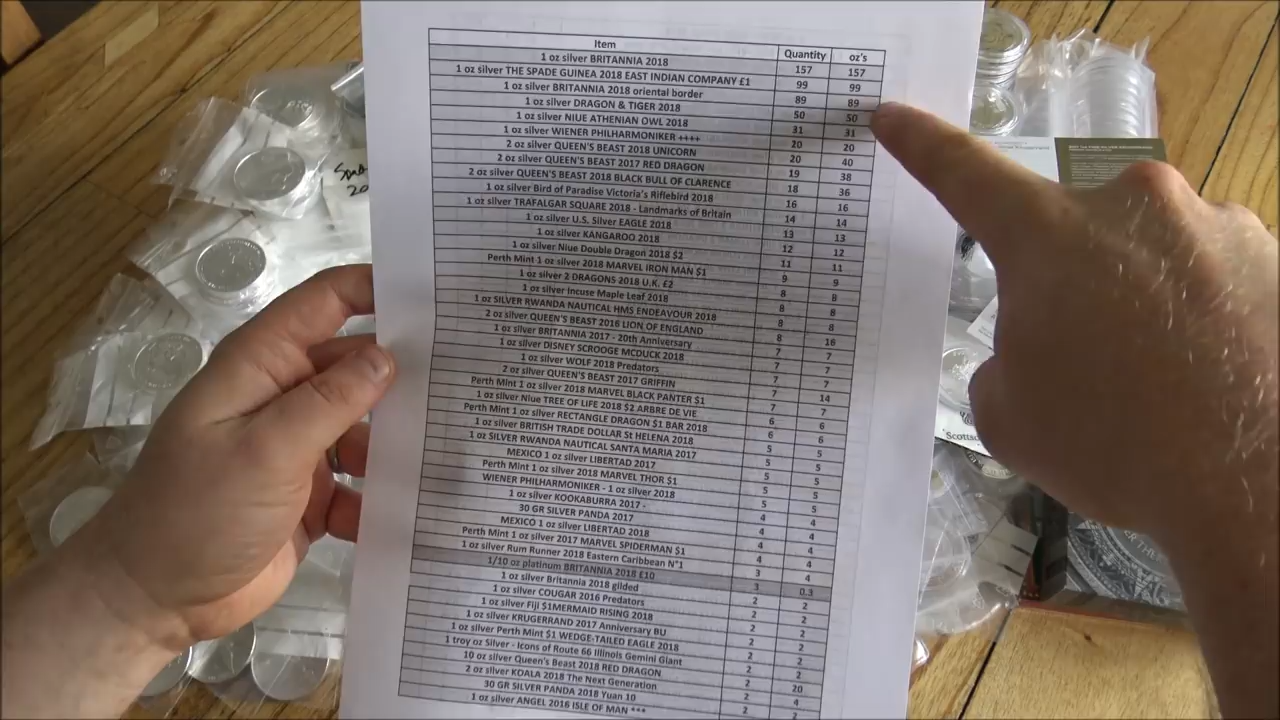 Item Quantity oz's
1 oz silver BRITANNIA 2018 157 157
1 oz silver THE SPADE GUINEA 2018 EAST INDIAN COMPANY £1 99 99
1 oz silver BRITANNIA 2018 oriental border 89 89
1 oz silver DRAGON & TIGER 2018 50 50
1 oz silver NIUE ATHENIAN OWL 2018 31 31
1 oz silver WIENER PHILHARMONIKER ++++ 20 20
2 oz silver QUEEN'S BEAST 2018 UNICORN 20 40
2 oz silver QUEEN'S BEAST 2017 RED DRAGON 19 38
2 oz silver QUEEN'S BEAST 2018 BLACK BULL OF CLARENCE 18 36
1 oz silver Bird of Paradise Victoria's Riflebird 2018 16 16
1 oz silver TRAFALGAR SQUARE 2018 - Landmarks of Britain 14 14
1 oz silver U.S. Silver EAGLE 2018 13 13
1 oz silver KANGAROO 2018 12 12
1 oz silver Niue Double Dragon 2018 $2 11 11
Perth Mint 1 oz silver 2018 MARVEL IRON MAN $1 9 9
1 oz silver 2 DRAGONS 2018 U.K. £2 8 8
1 oz silver Incuse Maple Leaf 2018 8 8
1 oz SILVER RWANDA NAUTICAL HMS ENDEAVOUR 2018 8 8
2 oz silver QUEEN'S BEAST 2016 LION OF ENGLAND 8 16
1 oz silver BRITANNIA 2017 - 20th Anniversary 7 7
1 oz silver DISNEY SCROOGE MCDUCK 2018 7 7
1 oz silver WOLF 2018 Predators 7 7
2 oz silver QUEEN'S BEAST 2017 GRIFFIN 7 14
Perth Mint 1 oz silver 2018 MARVEL BLACK PANTER $1 7 7
1 oz silver Niue TREE OF LIFE 2018 $2 ARBRE DE VIE 6 6
Perth Mint 1 oz silver RECTANGLE DRAGON $1 BAR 2018 6 6
1 oz silver BRITISH TRADE DOLLAR St HELENA 2018 5 5
1 oz SILVER RWANDA NAUTICAL SANTA MARIA 2017 5 5
MEXICO 1 oz silver LIBERTAD 2017 5 5
Perth Mint 1 oz silver 2018 MARVEL THOR $1 5 5
WIENER PHILHARMONIKER - 1 oz silver 2018 5 5
1 oz silver KOOKABURRA 2017 - 4 4
30 GR SILVER PANDA 2017 4 4
MEXICO 1 oz silver LIBERTAD 2018 4 4
Perth Mint 1 oz silver 2017 MARVEL SPIDERMAN $1 4 4
1 oz silver Rum Runner 2018 Eastern Caribbean N°1 3 4
1/10 oz platinum BRITANNIA 2018 £10 3 0.3
1 oz silver Britannia 2018 gilded 2 2
1 oz silver COUGAR 2016 Predators 2 2
1 oz silver Fiji $1MERMAID RISING 2018 2 2
1 oz silver KRUGERRAND 2017 Anniversary BU 2 2
1 oz silver Perth Mint $1 WEDGE-TAILED EAGLE 2018 2 2
1 troy oz Silver - Icons of Route 66 Illinois Gemini Giant 2 2
10 oz silver Queen's Beast 2018 RED DRAGON 2 20
2 oz silver KOALA 2018 The Next Generation 2 4
30 GR SILVER PANDA 2018 Yuan 10 2 2
1 oz silver ANGEL 2016 ISLE OF MAN ***